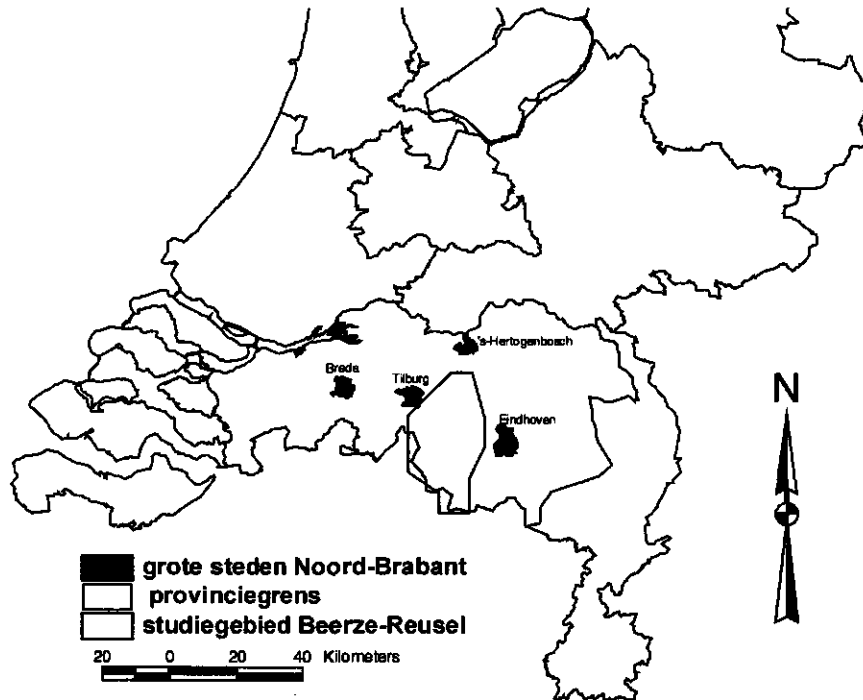 's-Hertogenbosch
Breda
Tilburg
Eindhoven
N
grote steden Noord-Brabant
provinciegrens
studiegebied Beerze-Reusel
20 0 20 40 Kilometers